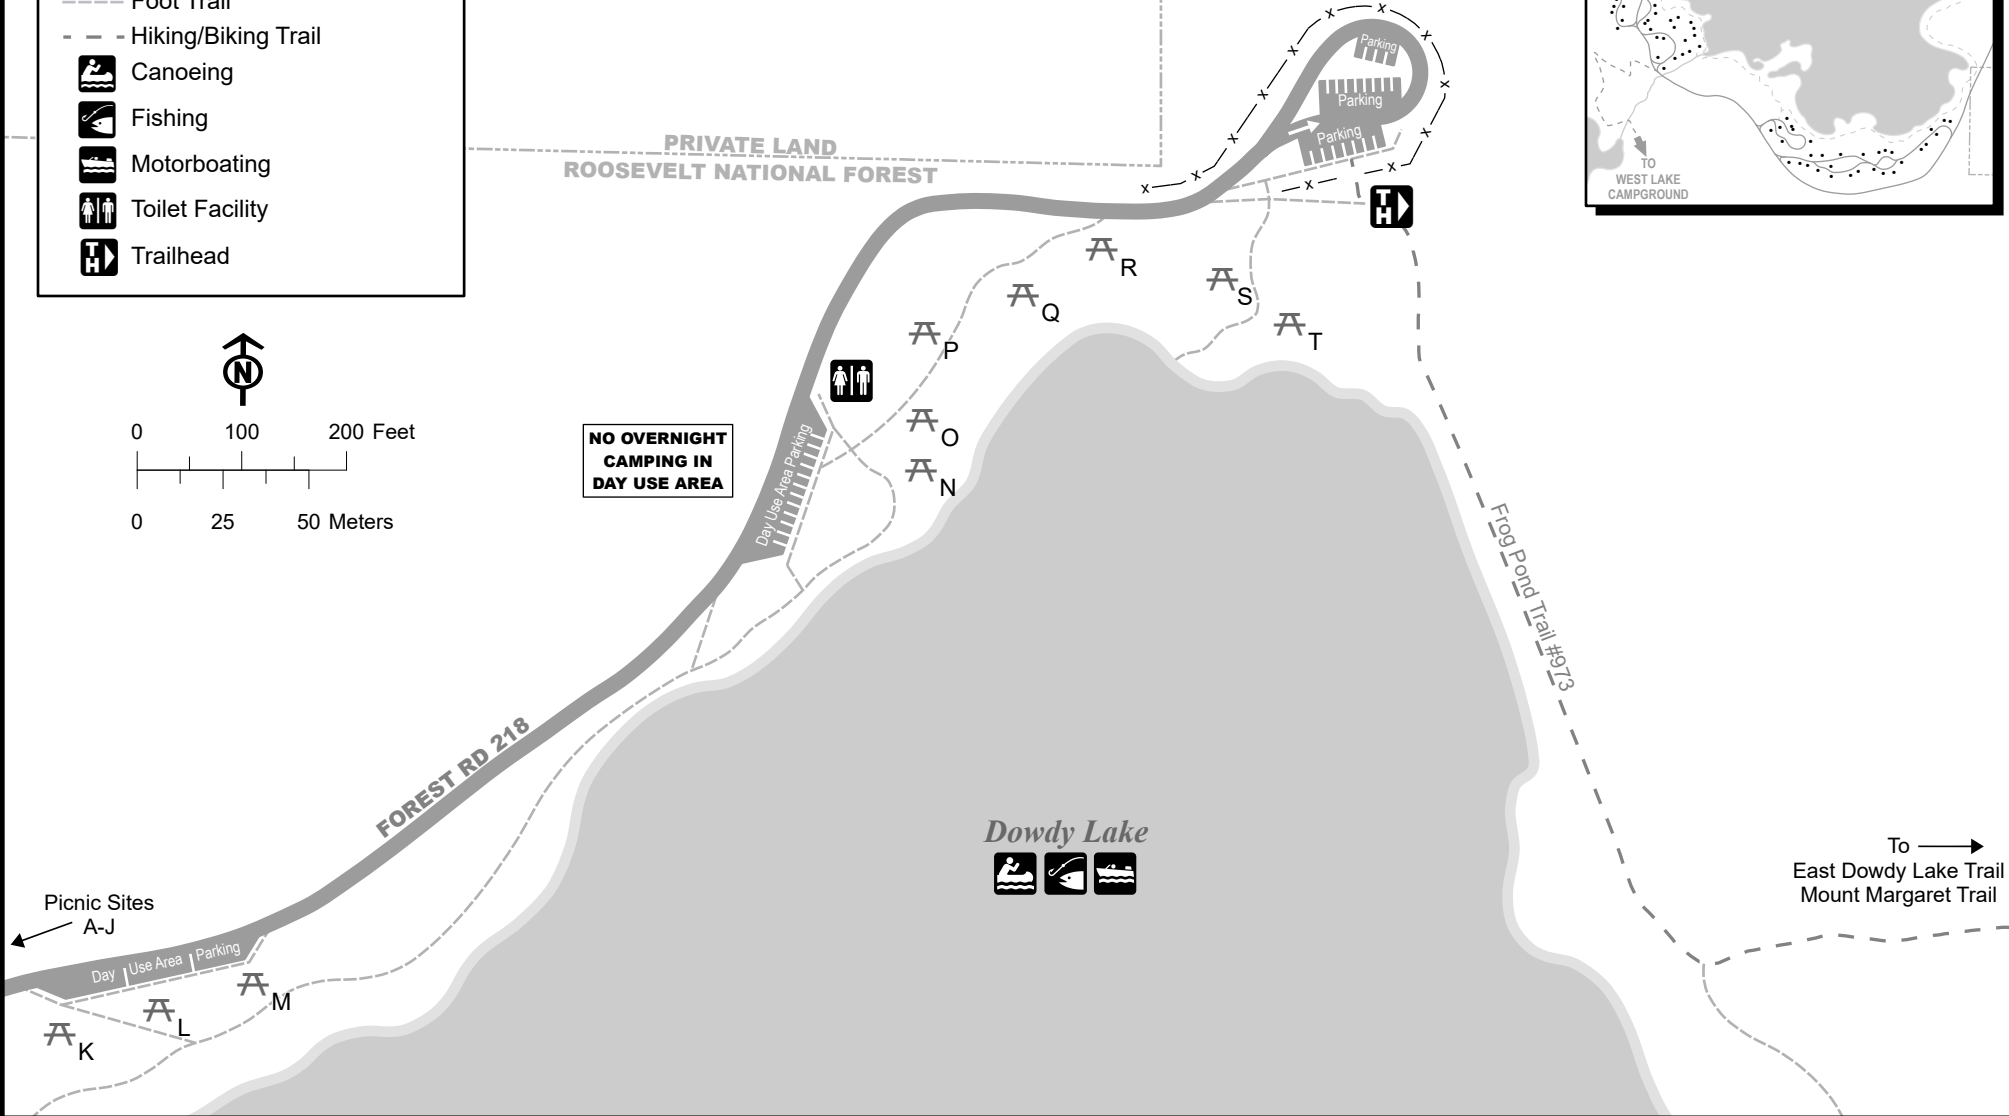 Foot Trail
Hiking/Biking Trail
Canoeing
Fishing
Motorboating
Toilet Facility
TH
Trailhead
N
0 100 200 Feet
0 25 50 Meters
PRIVATE LAND
ROOSEVELT NATIONAL FOREST
Parking
Parking
Parking
TH
TO
WEST LAKE
CAMPGROUND
R
S
Q
T
P
O
N
NO OVERNIGHT
CAMPING IN
DAY USE AREA
Day Use Area Parking
Frog Pond Trail #973
FOREST RD 218
Dowdy Lake
To
East Dowdy Lake Trail
Mount Margaret Trail
Picnic Sites
A-J
Day Use Area Parking
M
L
K